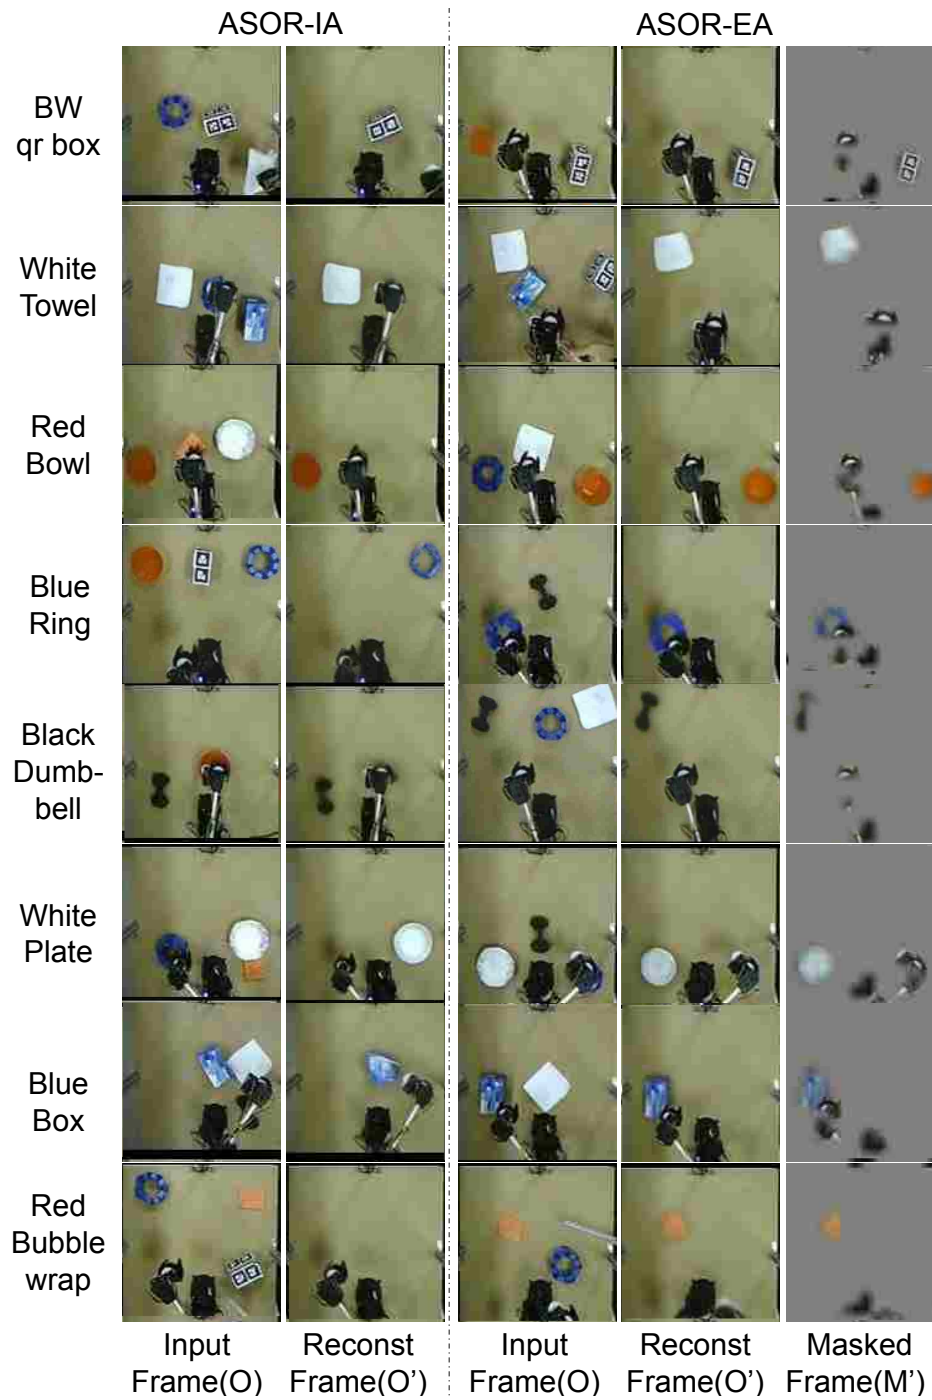 ASOR-IA
ASOR-EA
BW
qr box
White
Towel
Red
Bowl
Blue
Ring
Black
Dumb-
bell
White
Plate
Blue
Box
Red
Bubble
wrap
Input
Frame(O)
Reconst
Frame(O’)
Input
Frame(O)
Reconst
Frame(O’)
Masked
Frame(M’)